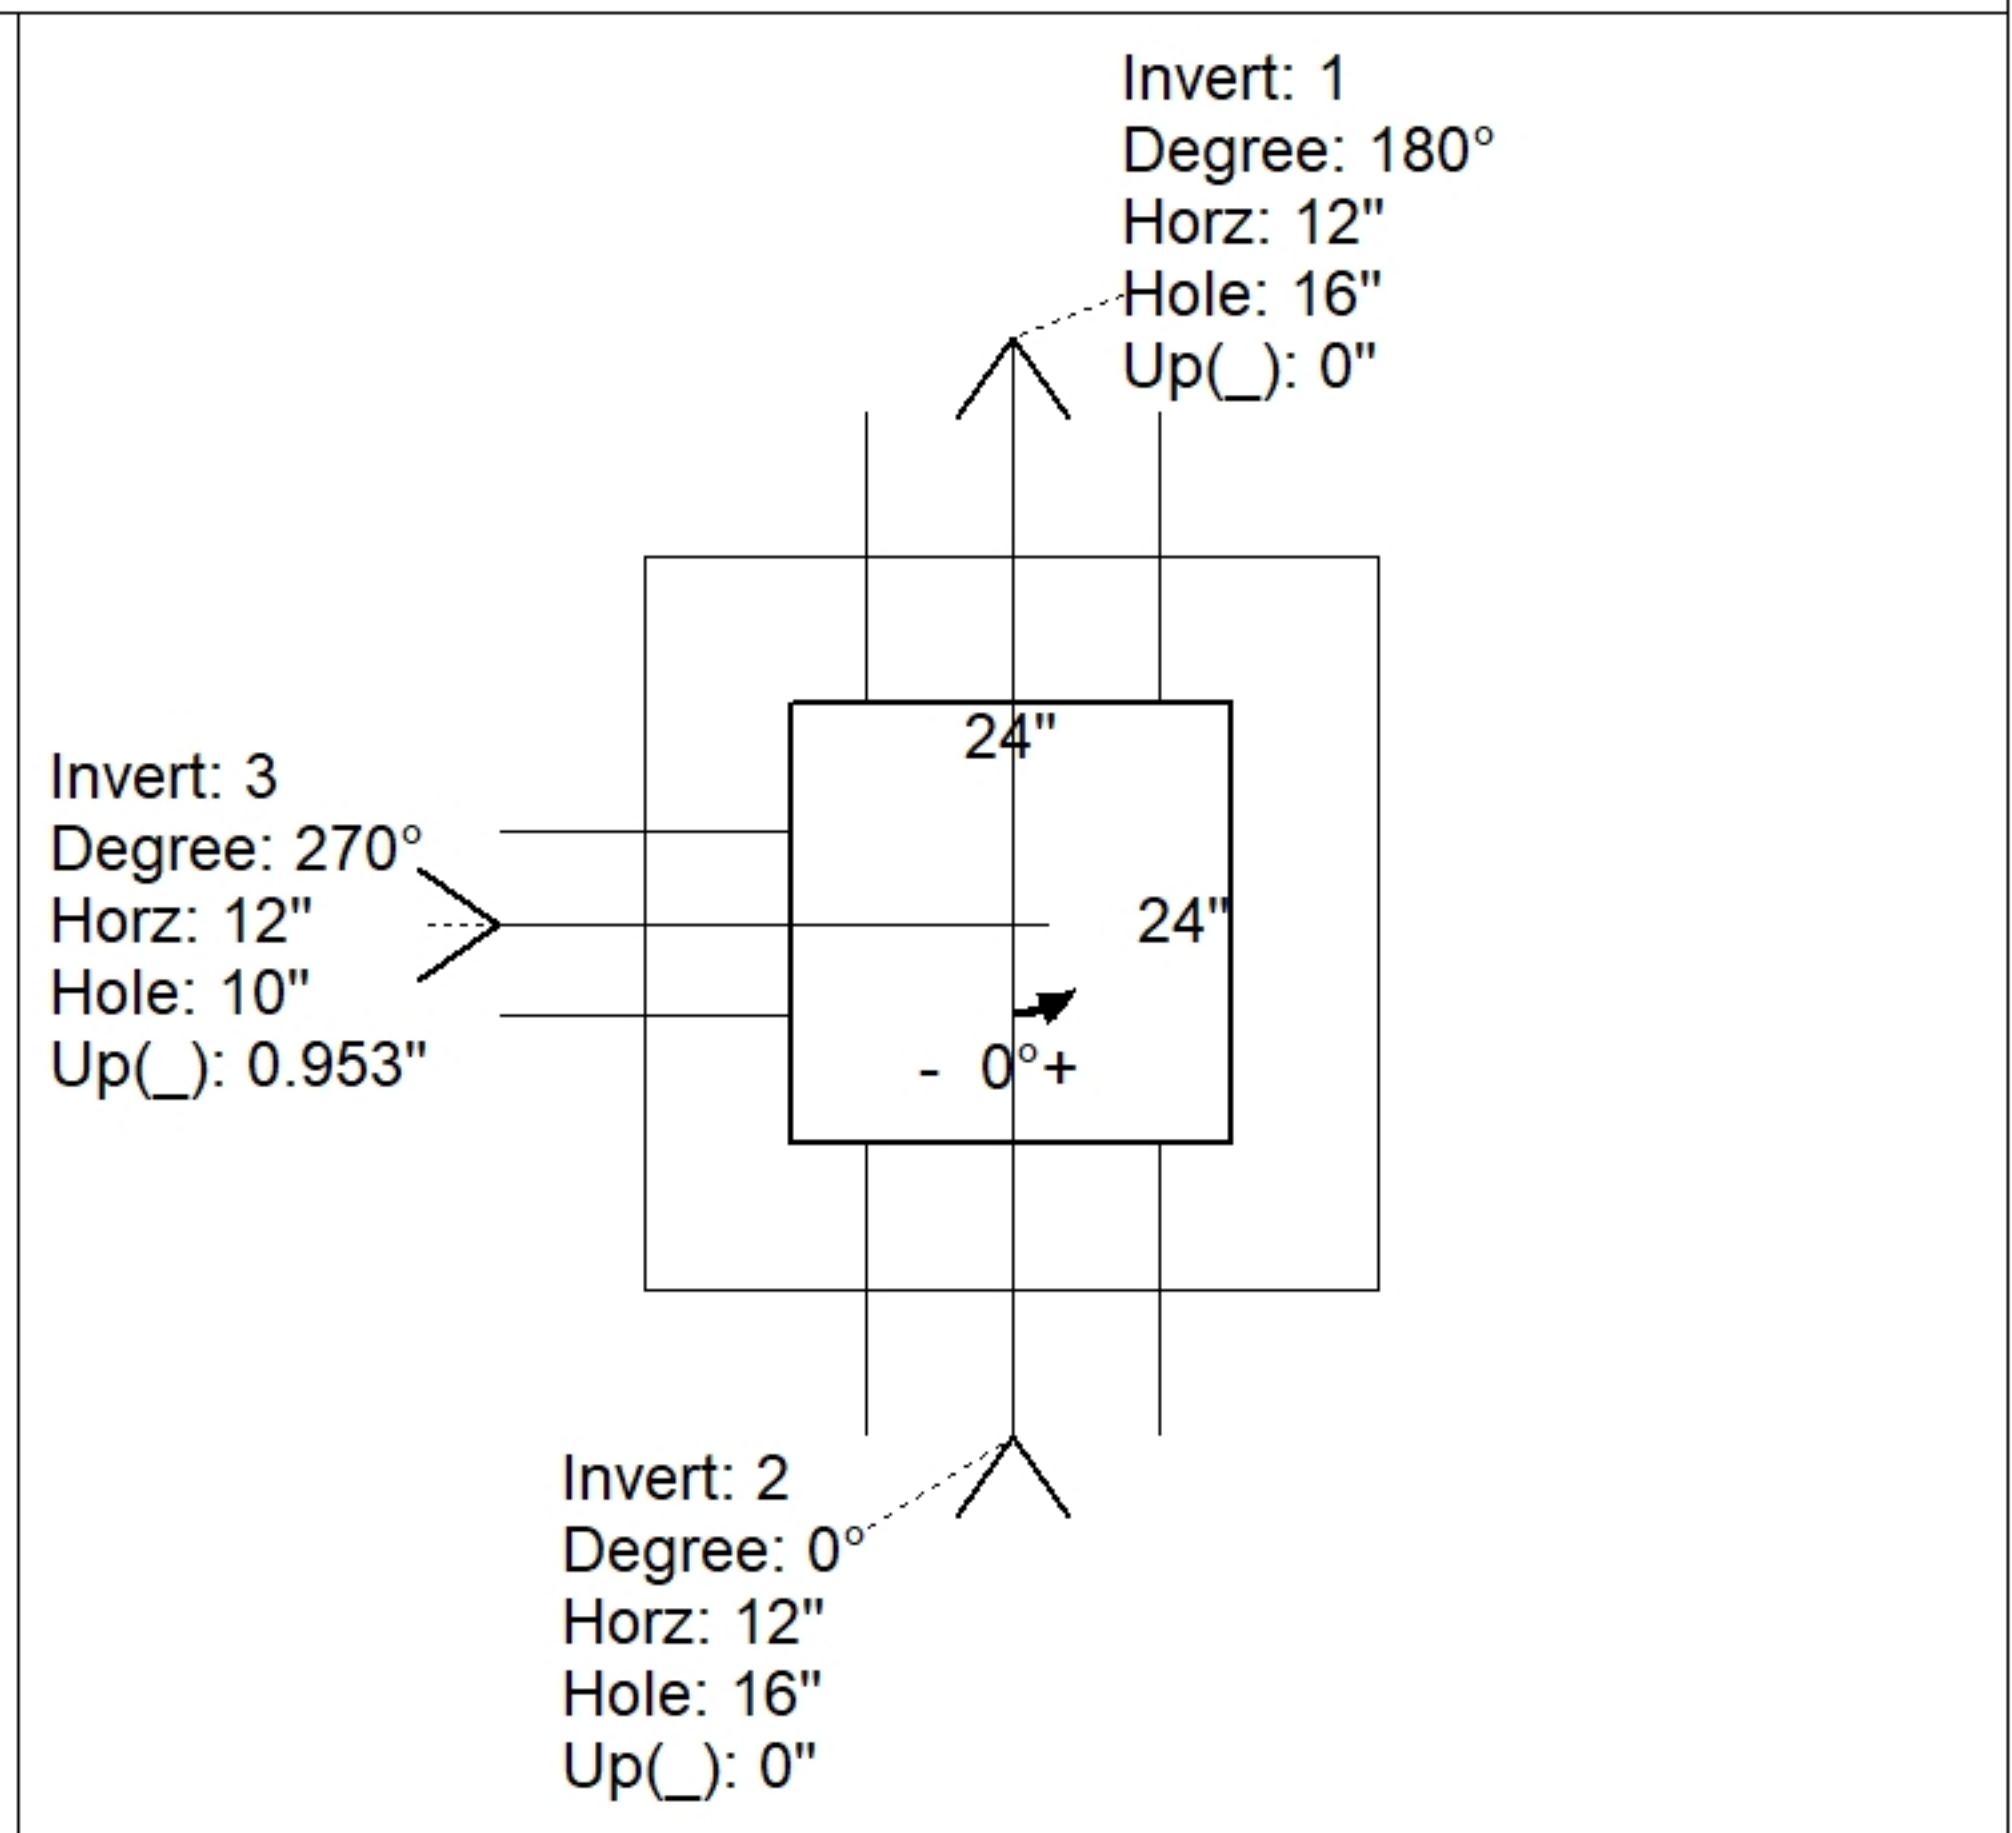 Invert: 1
Degree: 180°
Horz: 12"
Hole: 16"
Up(_): 0"
24"
Invert: 3
Degree: 270°
Horz: 12"
Hole: 10"
Up(_): 0.953"
24"
- 0°+
Invert: 2
Degree: 0°
Horz: 12"
Hole: 16"
Up(_): 0"